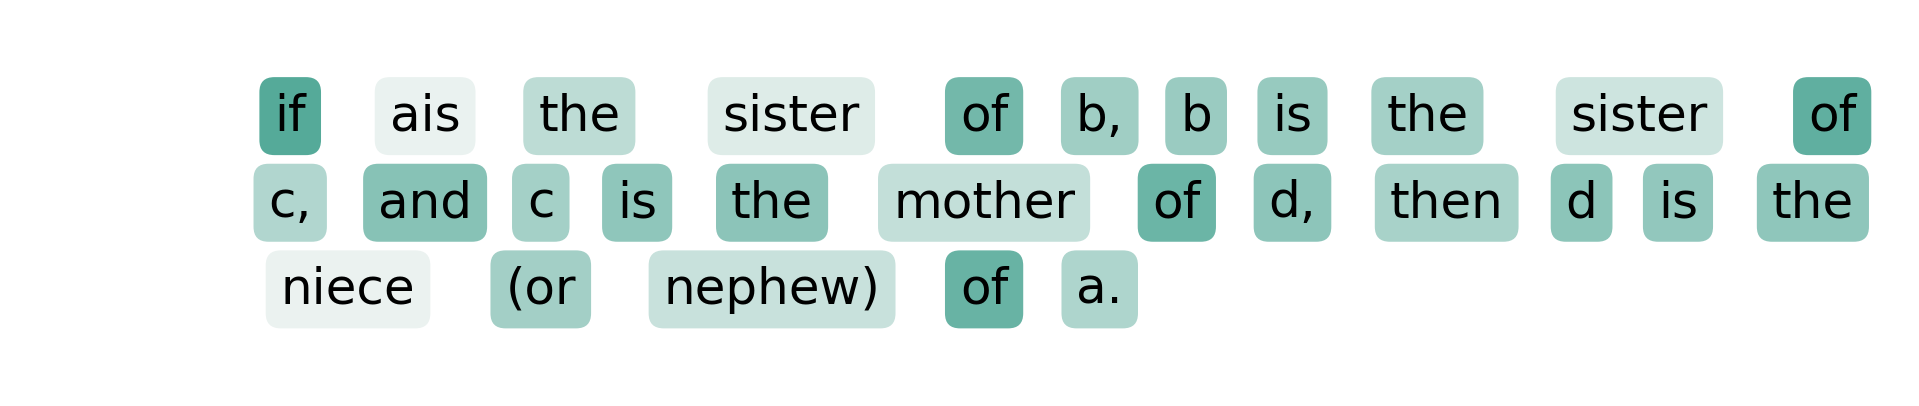 if ais the sister of b, b is the sister of
c, and c is the mother of d, then d is the
niece (or nephew) of a.